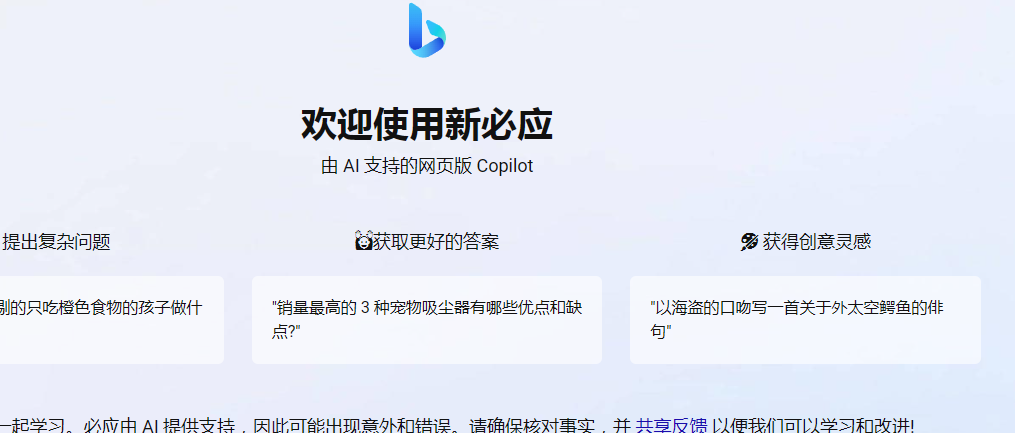 欢迎使用新必应
由 AI 支持的网页版 Copilot
提出复杂问题
获取更好的答案
获得创意灵感
剔的只吃橙色食物的孩子做什
"销量最高的 3 种宠物吸尘器有哪些优点和缺
点?"
"以海盗的口吻写一首关于外太空鳄鱼的俳
句"
一起学习。必应由 AI 提供支持，因此可能出现意外和错误。请确保核对事实，并 共享反馈 以便我们可以学习和改进!